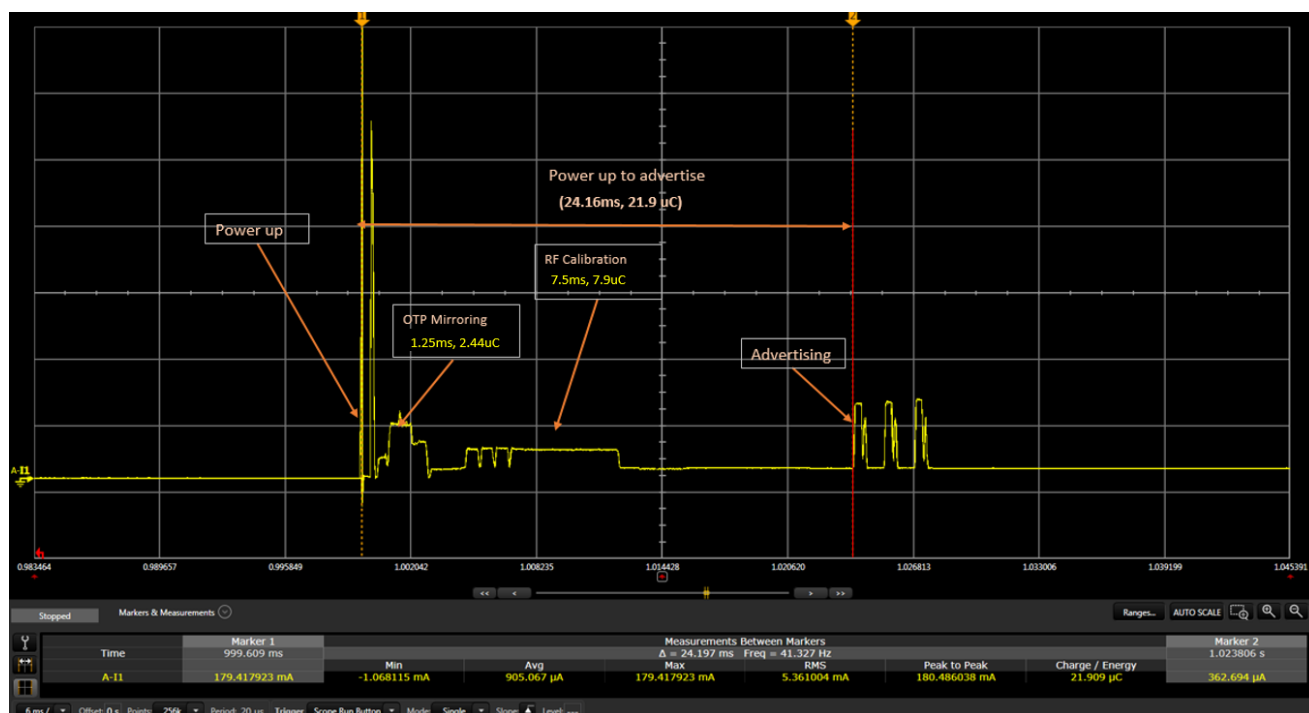 1
2
Power up to advertise
(24.16ms, 21.9 uC)
Power up
RF Calibration
7.5ms, 7.9uC
OTP Mirroring
1.25ms, 2.44uC
Advertising
A-I1
0.983464
0.989657
0.995849
1.002042
1.008235
1.014428
1.020620
1.026813
1.033006
1.039199
1.045391
<<
<
>
>>
Stopped
Markers & Measurements
Ranges...
AUTO SCALE
Marker 1
Measurements Between Markers
Marker 2
Time
999.609 ms
Δ = 24.197 ms Freq = 41.327 Hz
1.023806 s
Min
Avg
Max
RMS
Peak to Peak
Charge / Energy
A-I1
179.417923 mA
-1.068115 mA
905.067 µA
179.417923 mA
5.361004 mA
180.486038 mA
21.909 µC
362.694 µA
6 ms /
Offset: 0 s
Points: 256k
Period: 20 us
Trigger Scope Run Button
Mode: Single
Slope:
Level: ---